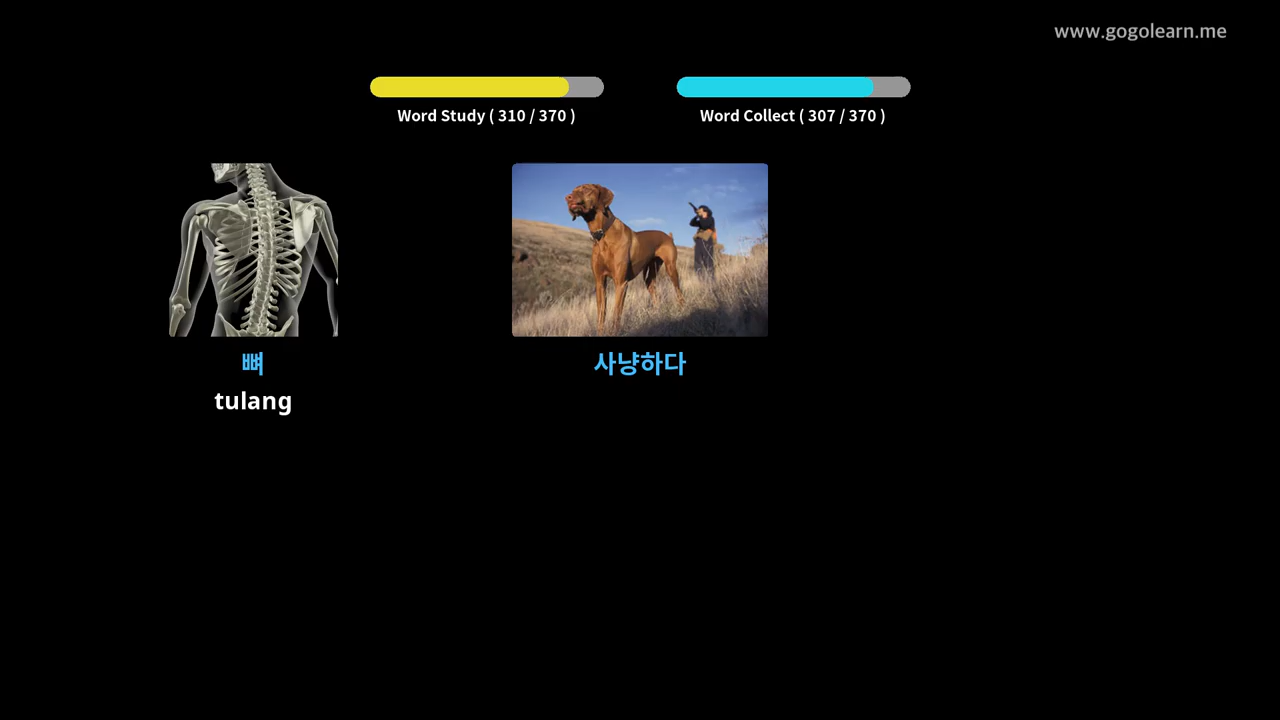 www.gogolearn.me
Word Study ( 310 / 370 )
Word Collect ( 307 / 370 )
뼈
tulang
사냥하다